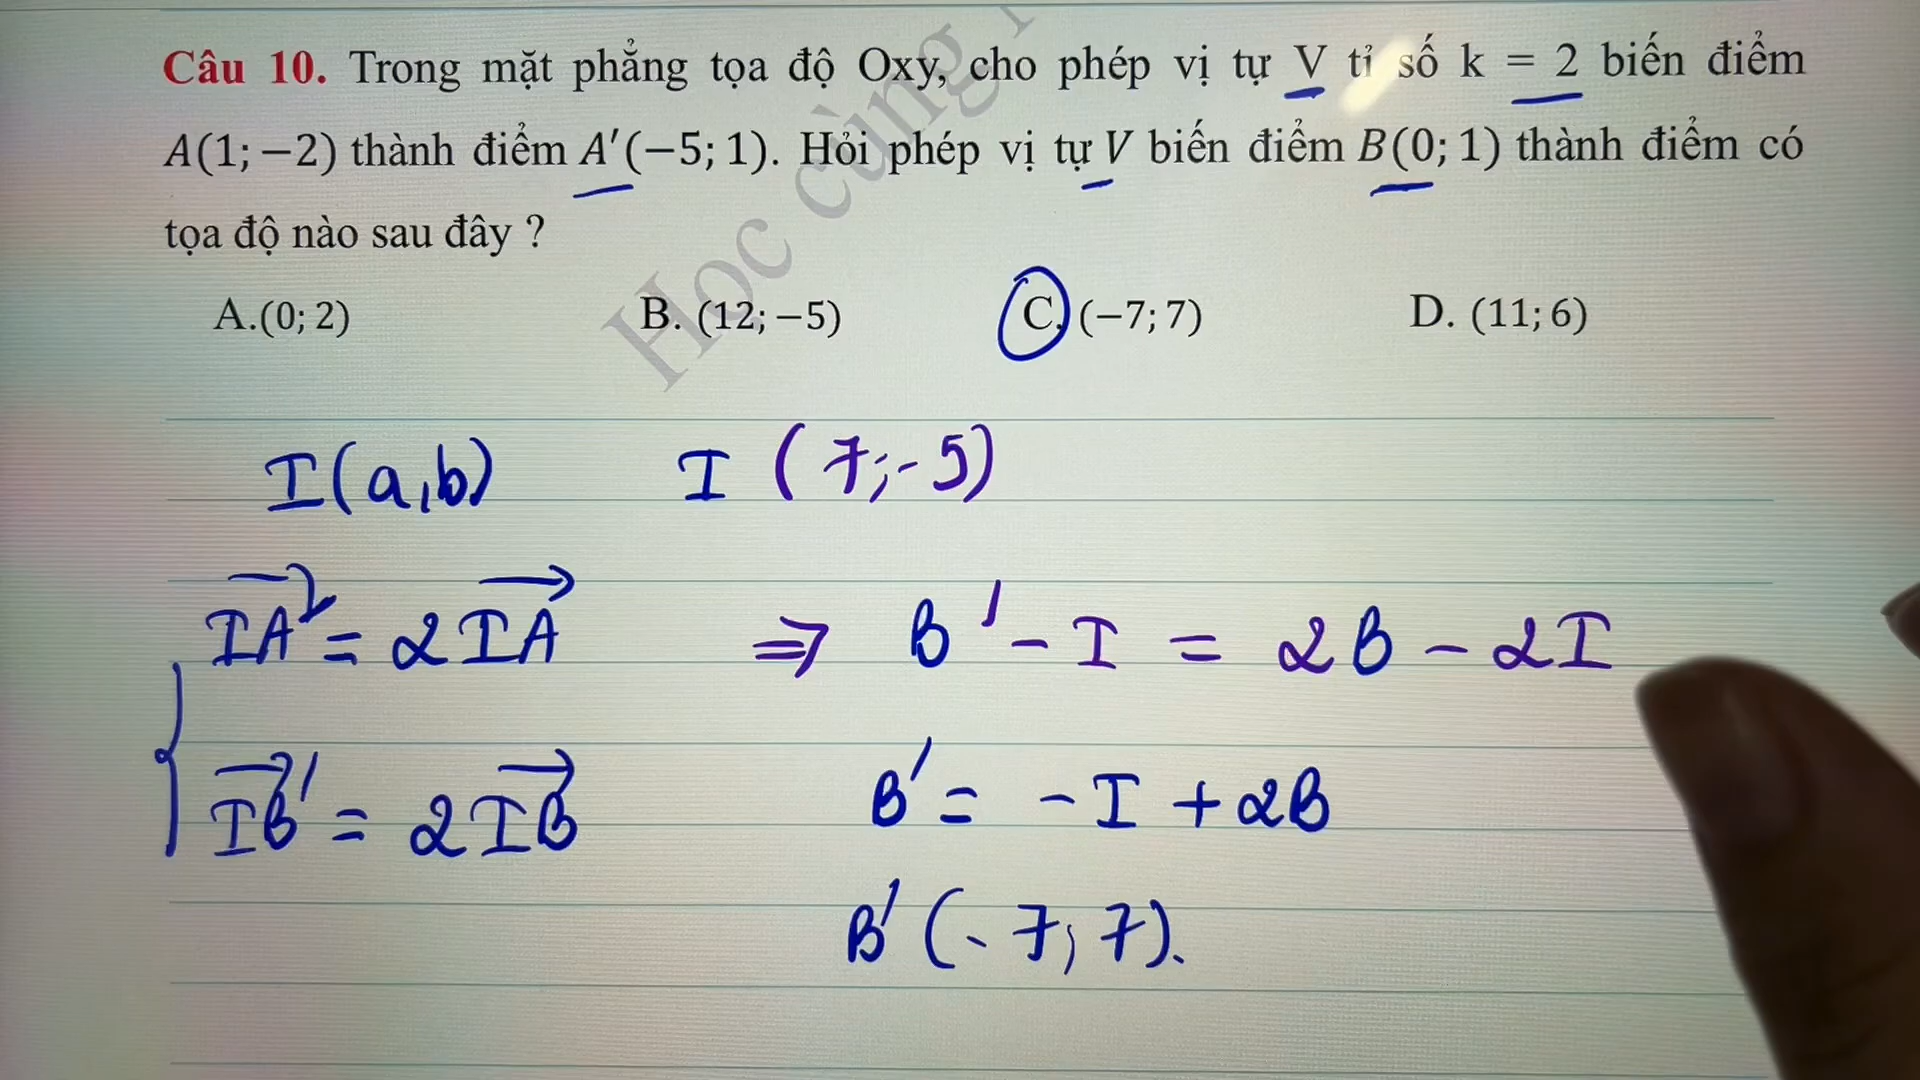 Câu 10. Trong mặt phẳng tọa độ Oxy, cho phép vị tự V tỉ số k = 2 biến điểm
A(1; −2) thành điểm A′(−5; 1). Hỏi phép vị tự V biến điểm B(0; 1) thành điểm có
tọa độ nào sau đây ?
A.(0; 2) B. (12; −5) C. (−7; 7) D. (11; 6)
Học cùng
I(a,b) I (7;-5)
IA' = 2IA ⇒ B' - I = 2B - 2I
IB' = 2IB B' = -I + 2B
B' (-7; 7).